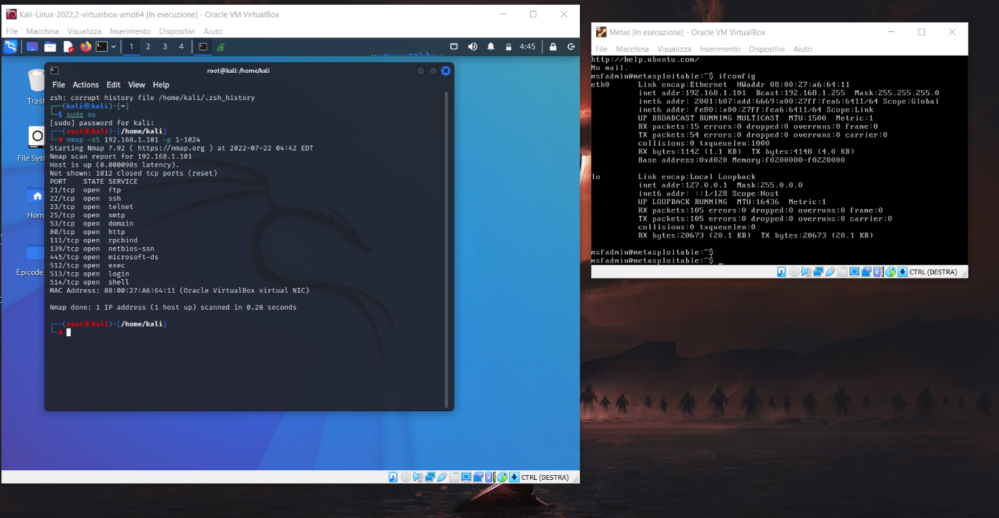 Kali-Linux-2022.2-virtualbox-amd64 [In esecuzione] - Oracle VM VirtualBox
File Macchina Visualizza Inserimento Dispositivi Aiuto
1 2 3 4 4:45
Trash
File Syst
Hom
Epicode_
root@kali: /home/kali
File Actions Edit View Help
zsh: corrupt history file /home/kali/.zsh_history
┌──(kali㉿kali)-[~]
└─$ sudo su
[sudo] password for kali:
┌──(root㉿kali)-[/home/kali]
└─# nmap -sS 192.168.1.101 -p 1-1024
Starting Nmap 7.92 ( https://nmap.org ) at 2022-07-22 04:42 EDT
Nmap scan report for 192.168.1.101
Host is up (0.000090s latency).
Not shown: 1012 closed tcp ports (reset)
PORT    STATE SERVICE
21/tcp  open  ftp
22/tcp  open  ssh
23/tcp  open  telnet
25/tcp  open  smtp
53/tcp  open  domain
80/tcp  open  http
111/tcp open  rpcbind
139/tcp open  netbios-ssn
445/tcp open  microsoft-ds
512/tcp open  exec
513/tcp open  login
514/tcp open  shell
MAC Address: 08:00:27:A6:64:11 (Oracle VirtualBox virtual NIC)
Nmap done: 1 IP address (1 host up) scanned in 0.28 seconds
┌──(root㉿kali)-[/home/kali]
└─#
CTRL (DESTRA)
Metas [In esecuzione] - Oracle VM VirtualBox
File Macchina Visualizza Inserimento Dispositivi Aiuto
http://help.ubuntu.com/
No mail.
msfadmin@metasploitable:~$ ifconfig
eth0      Link encap:Ethernet  HWaddr 08:00:27:a6:64:11
inet addr:192.168.1.101  Bcast:192.168.1.255  Mask:255.255.255.0
inet6 addr: 2001:b07:add:6669:a00:27ff:fea6:6411/64 Scope:Global
inet6 addr: fe80::a00:27ff:fea6:6411/64 Scope:Link
UP BROADCAST RUNNING MULTICAST  MTU:1500  Metric:1
RX packets:15 errors:0 dropped:0 overruns:0 frame:0
TX packets:54 errors:0 dropped:0 overruns:0 carrier:0
collisions:0 txqueuelen:1000
RX bytes:1142 (1.1 KB)  TX bytes:4148 (4.0 KB)
Base address:0xd020 Memory:f0200000-f0220000
lo        Link encap:Local Loopback
inet addr:127.0.0.1  Mask:255.0.0.0
inet6 addr: ::1/128 Scope:Host
UP LOOPBACK RUNNING  MTU:16436  Metric:1
RX packets:105 errors:0 dropped:0 overruns:0 frame:0
TX packets:105 errors:0 dropped:0 overruns:0 carrier:0
collisions:0 txqueuelen:0
RX bytes:20673 (20.1 KB)  TX bytes:20673 (20.1 KB)
msfadmin@metasploitable:~$
msfadmin@metasploitable:~$ _
CTRL (DESTRA)